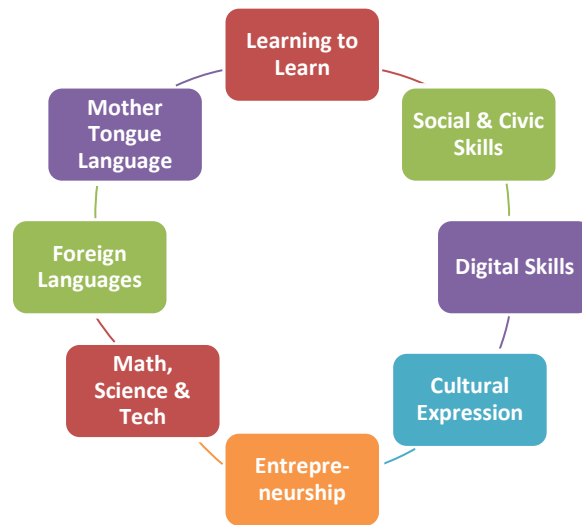 Learning to
Learn
Social & Civic
Skills
Digital Skills
Cultural
Expression
Entrepre-
neurship
Math,
Science &
Tech
Foreign
Languages
Mother
Tongue
Language